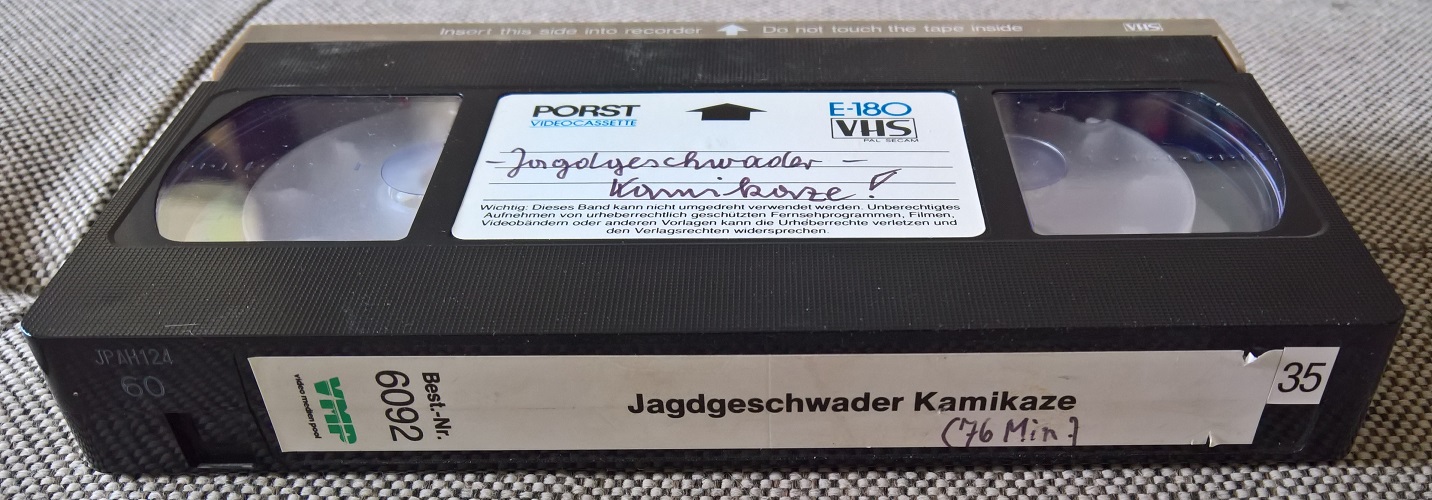 Insert this side into recorder Do not touch the tape inside VHS
PORST
VIDEOCASSETTE
E-180
VHS
PAL SECAM
- Jagdgeschwader -
Kamikaze!
Wichtig: Dieses Band kann nicht umgedreht verwendet werden. Unberechtigtes
Aufnehmen von urheberrechtlich geschützten Fernsehprogrammen, Filmen,
Videobändern oder anderen Vorlagen kann die Urheberrechte verletzen und
den Verlagsrechten widersprechen.
JPAH124
60
VMP
video medien pool
Best.-Nr.
6092
Jagdgeschwader Kamikaze
(76 Min)
35